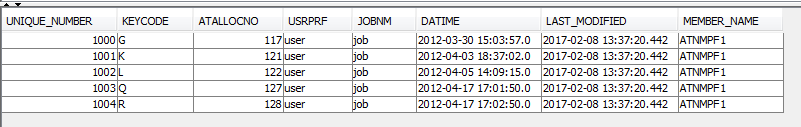 UNIQUE_NUMBER KEYCODE ATALLOCNO USRPRF JOBNM DATIME LAST_MODIFIED MEMBER_NAME
1000 G 117 user job 2012-03-30 15:03:57.0 2017-02-08 13:37:20.442 ATNMPF1
1001 K 121 user job 2012-04-03 18:37:02.0 2017-02-08 13:37:20.442 ATNMPF1
1002 L 122 user job 2012-04-05 14:09:15.0 2017-02-08 13:37:20.442 ATNMPF1
1003 Q 127 user job 2012-04-17 17:01:50.0 2017-02-08 13:37:20.442 ATNMPF1
1004 R 128 user job 2012-04-17 17:02:50.0 2017-02-08 13:37:20.442 ATNMPF1